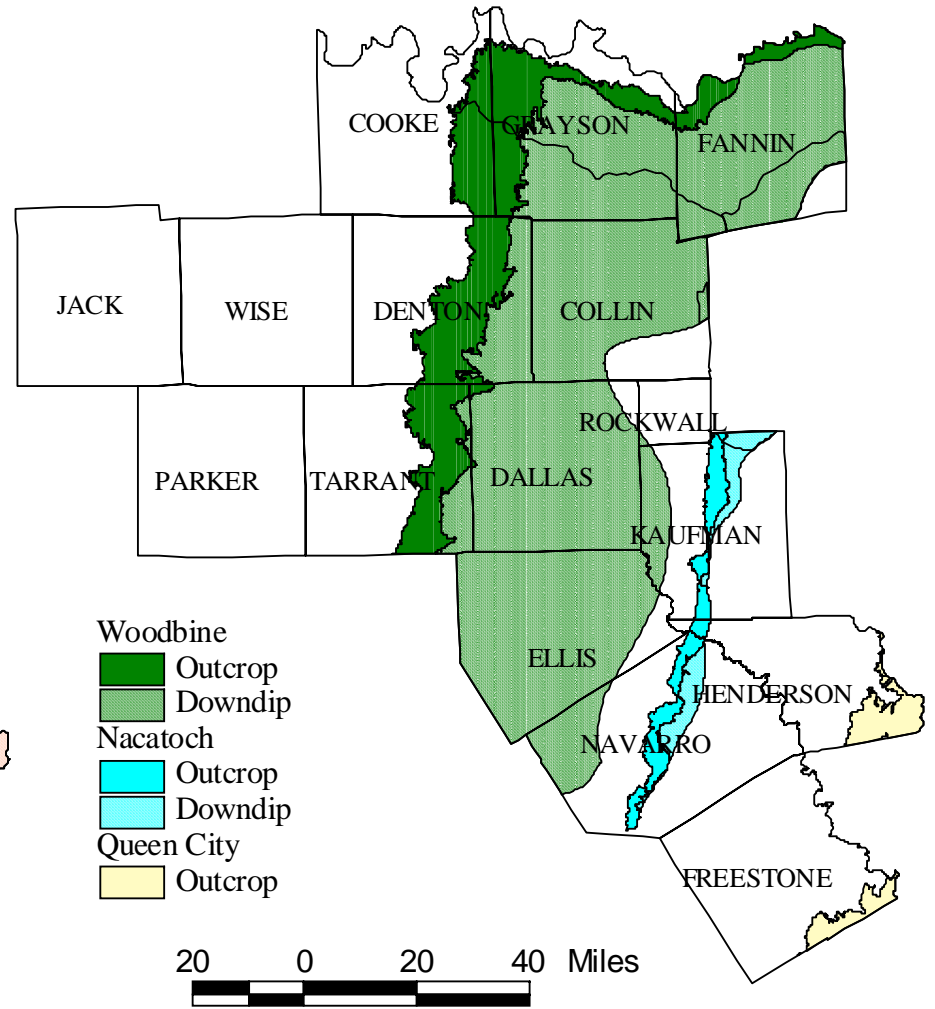 COOKE
GRAYSON
FANNIN
JACK
WISE
DENTON
COLLIN
ROCKWALL
PARKER
TARRANT
DALLAS
KAUFMAN
ELLIS
HENDERSON
NAVARRO
FREESTONE
Woodbine
Outcrop
Downdip
Nacatoch
Outcrop
Downdip
Queen City
Outcrop
20 0 20 40 Miles